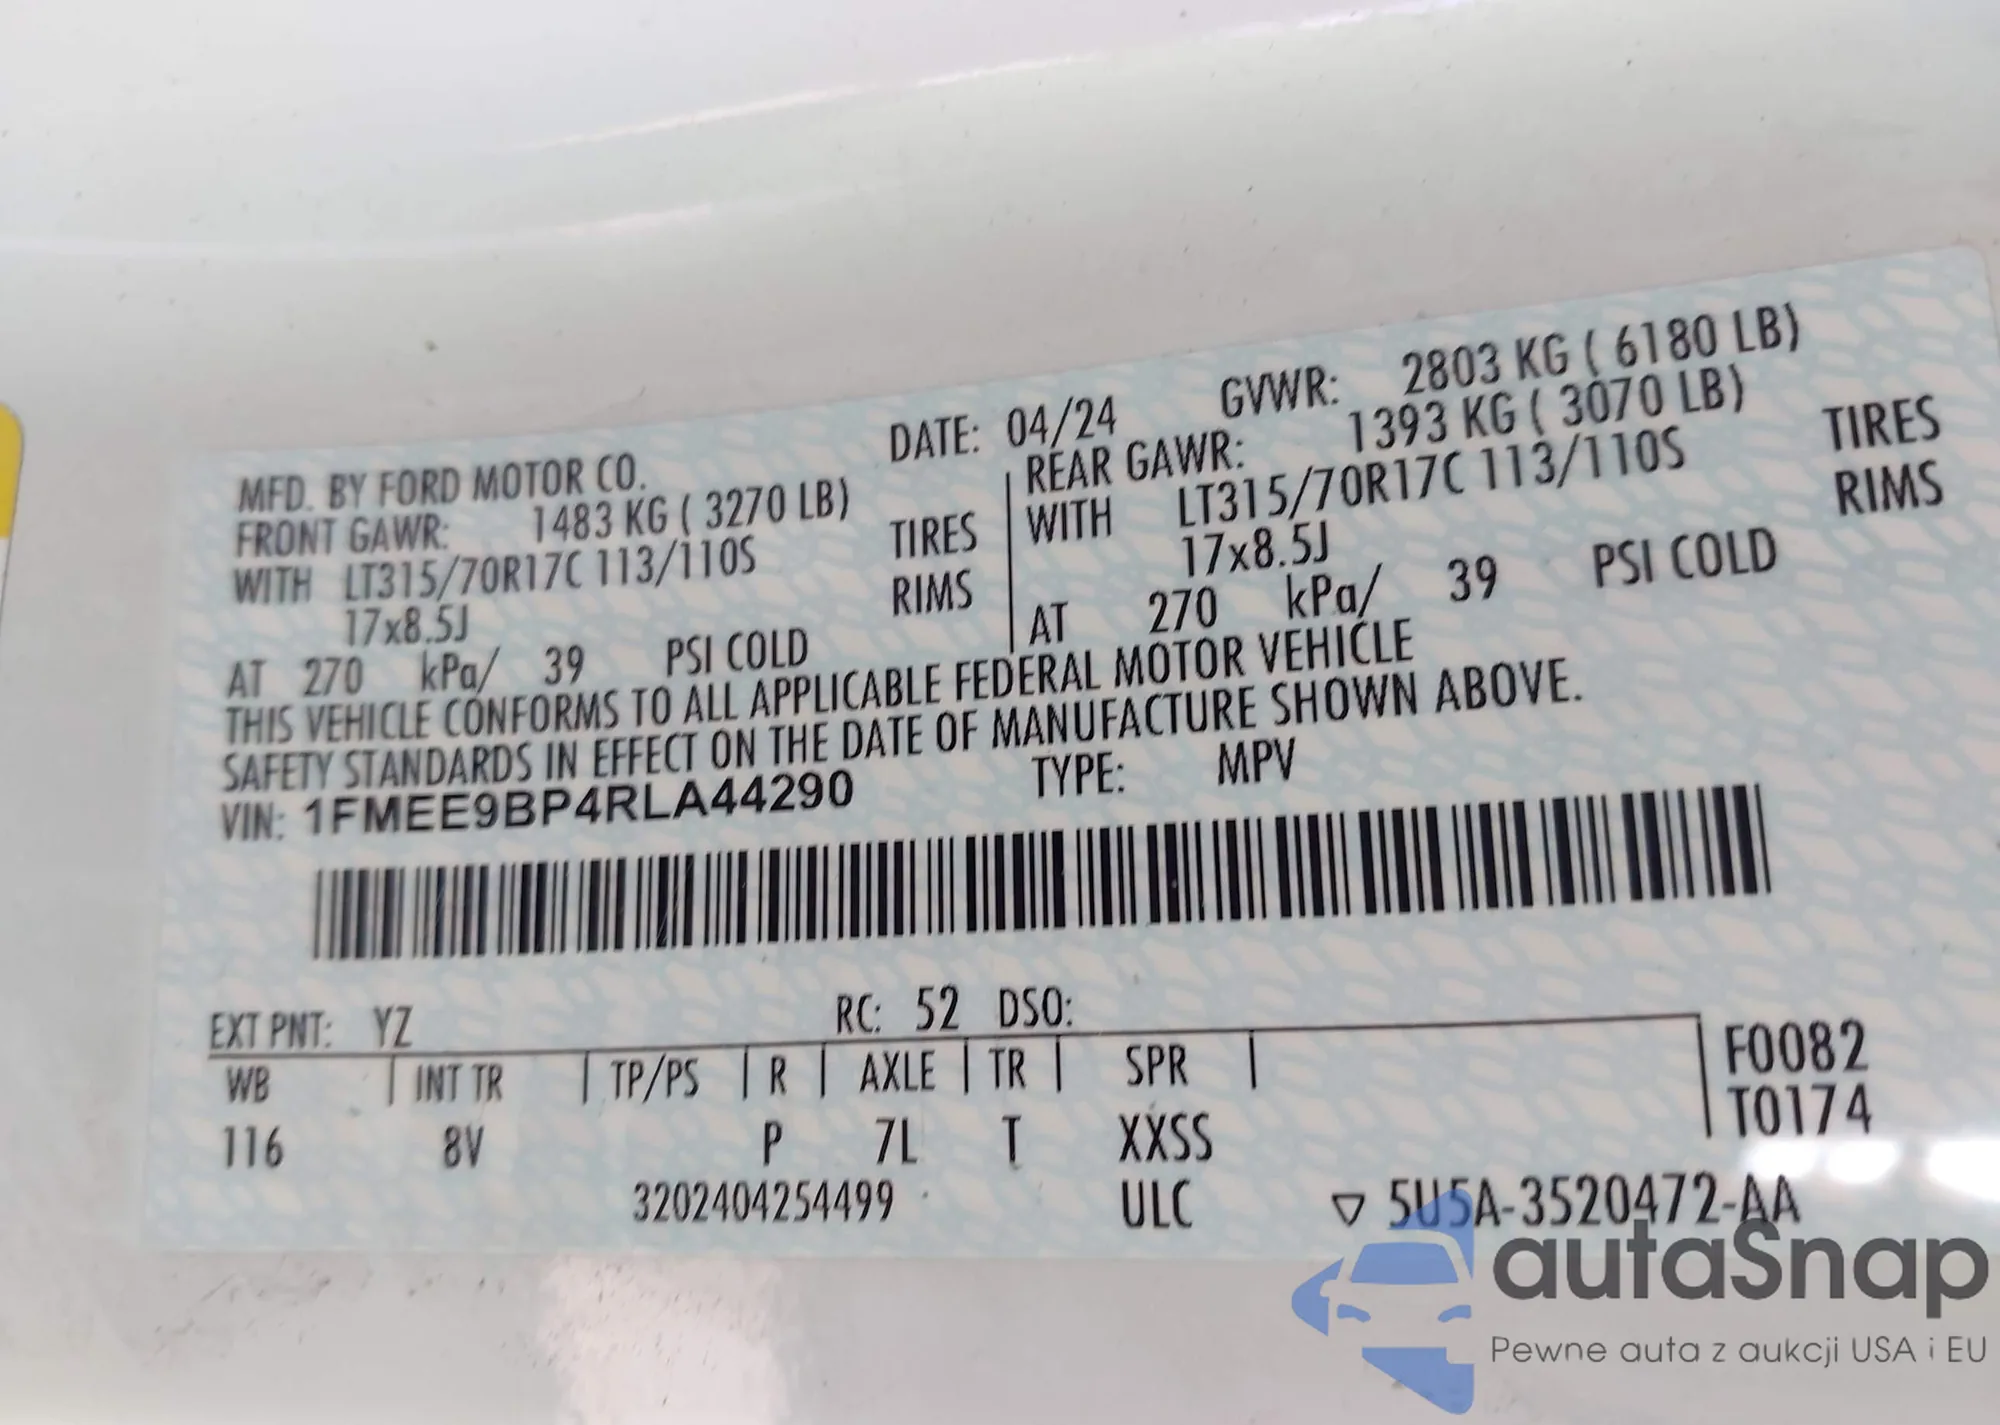 MFD. BY FORD MOTOR CO.
DATE: 04/24
GVWR: 2803 KG ( 6180 LB)
FRONT GAWR: 1483 KG ( 3270 LB)
WITH LT315/70R17C 113/110S TIRES
17x8.5J RIMS
AT 270 kPa/ 39 PSI COLD
REAR GAWR: 1393 KG ( 3070 LB)
WITH LT315/70R17C 113/110S TIRES
17x8.5J RIMS
AT 270 kPa/ 39 PSI COLD
THIS VEHICLE CONFORMS TO ALL APPLICABLE FEDERAL MOTOR VEHICLE
SAFETY STANDARDS IN EFFECT ON THE DATE OF MANUFACTURE SHOWN ABOVE.
VIN: 1FMEE9BP4RLA44290 TYPE: MPV
EXT PNT: YZ RC: 52 DSO:
WB | INT TR | TP/PS | R | AXLE | TR | SPR |
116 8V P 7L T XXSS
F0082
T0174
3202404254499 ULC ▽ 5U5A-3520472-AA
autaSnap
Pewne auta z aukcji USA i EU